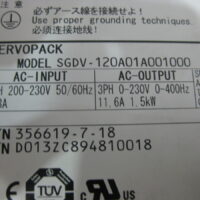 必ずアース線を接続せよ
Use proper grounding techniques.
必须连接地线!
SERVOPACK
MODEL SGDV-120A01A001000
AC-INPUT AC-OUTPUT
200-230V 50/60Hz 3PH 0-230V 0-400Hz
11.6A 1.5kW
356619-7-18
D013ZC894810018
TÜV